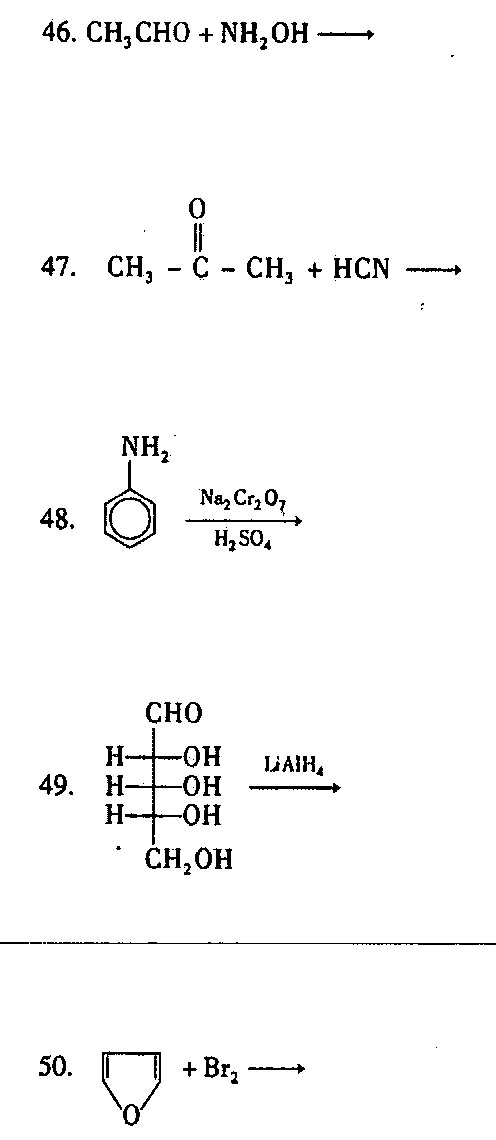 46. CH₃CHO + NH₂OH ⟶
O
||
47. CH₃ – C – CH₃ + HCN ⟶
NH₂
48. Na₂Cr₂O₇
H₂SO₄
CHO
H OH LiAlH₄
49. H OH
H OH
CH₂OH
50. + Br₂ ⟶
O